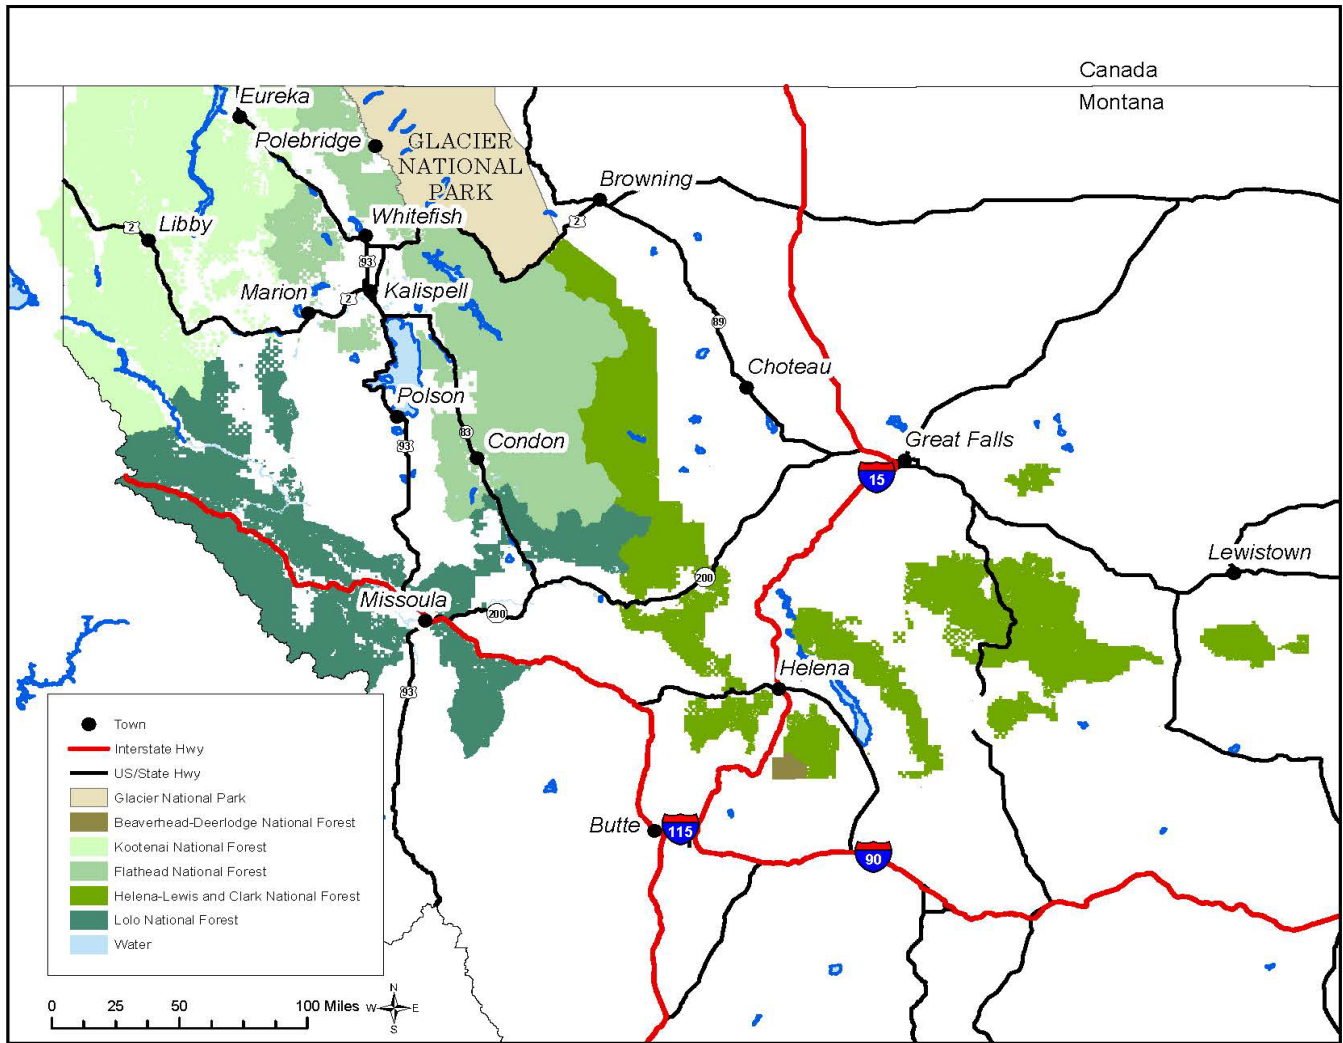 Canada
Montana
Eureka
Polebridge
GLACIER
NATIONAL
PARK
Browning
2
Whitefish
2
Libby
93
Marion
2
Kalispell
89
Choteau
Polson
93
83
Condon
Great Falls
15
Lewistown
200
Missoula
200
Helena
93
Butte
115
90
Town
Interstate Hwy
US/State Hwy
Glacier National Park
Beaverhead-Deerlodge National Forest
Kootenai National Forest
Flathead National Forest
Helena-Lewis and Clark National Forest
Lolo National Forest
Water
0 25 50 100 Miles
N
W E
S